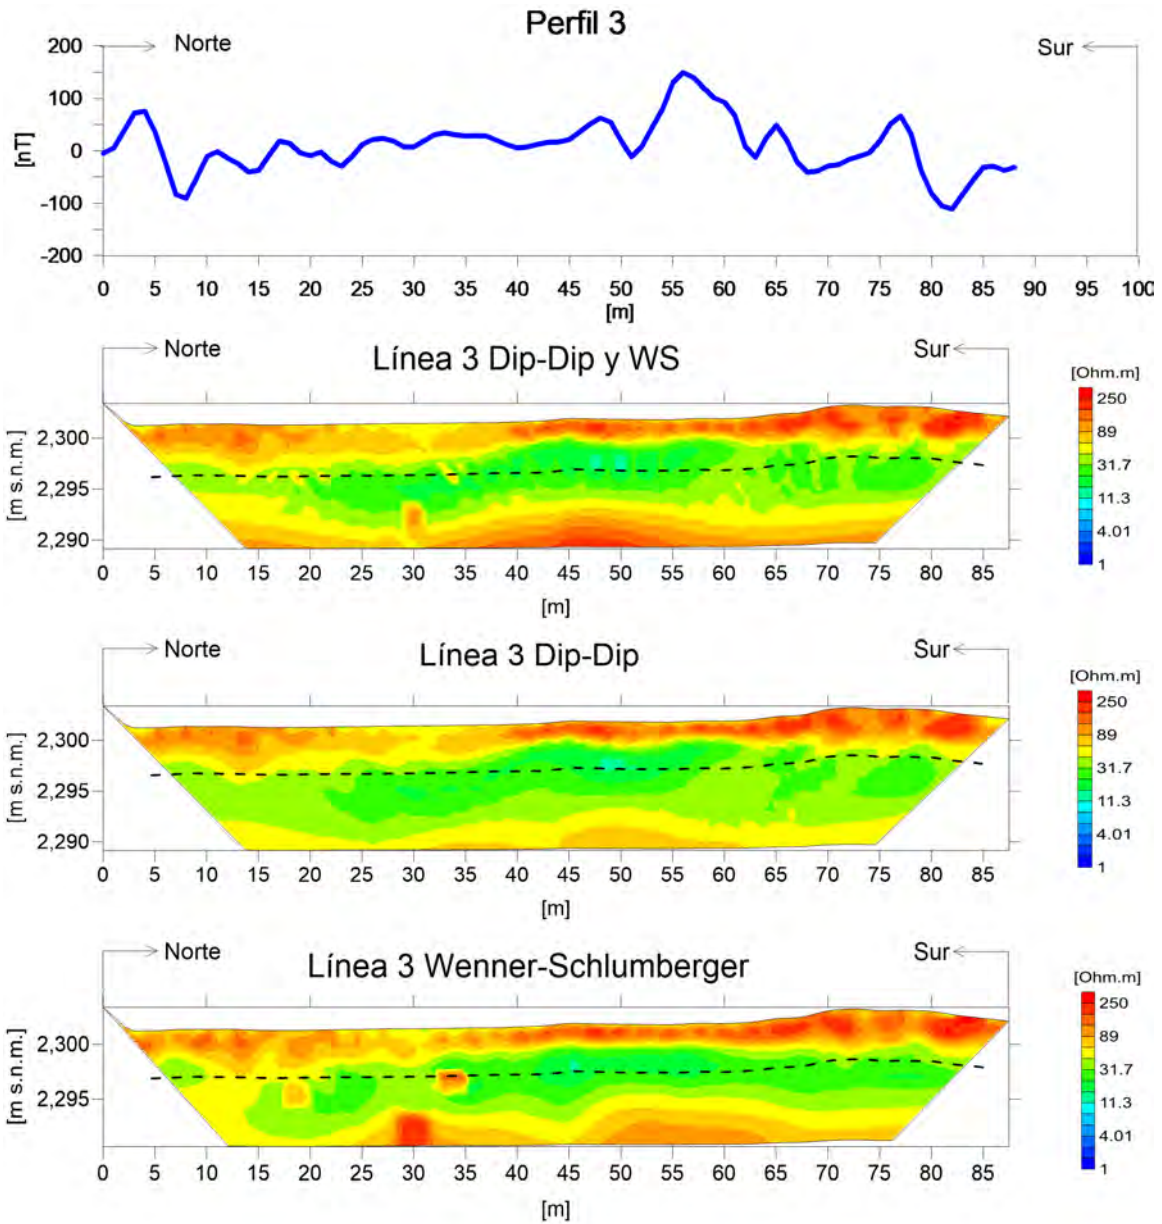 Perfil 3
Norte
Sur
200
100
0
-100
-200
[nT]
0 5 10 15 20 25 30 35 40 45 50 55 60 65 70 75 80 85 90 95 100
[m]
Norte
Línea 3 Dip-Dip y WS
Sur
[Ohm.m]
250
89
31.7
11.3
4.01
1
2,300
2,295
2,290
[m s.n.m.]
0 5 10 15 20 25 30 35 40 45 50 55 60 65 70 75 80 85
[m]
Norte
Línea 3 Dip-Dip
Sur
[Ohm.m]
250
89
31.7
11.3
4.01
1
2,300
2,295
2,290
[m s.n.m.]
0 5 10 15 20 25 30 35 40 45 50 55 60 65 70 75 80 85
[m]
Norte
Línea 3 Wenner-Schlumberger
Sur
[Ohm.m]
250
89
31.7
11.3
4.01
1
2,300
2,295
[m s.n.m.]
0 5 10 15 20 25 30 35 40 45 50 55 60 65 70 75 80 85
[m]